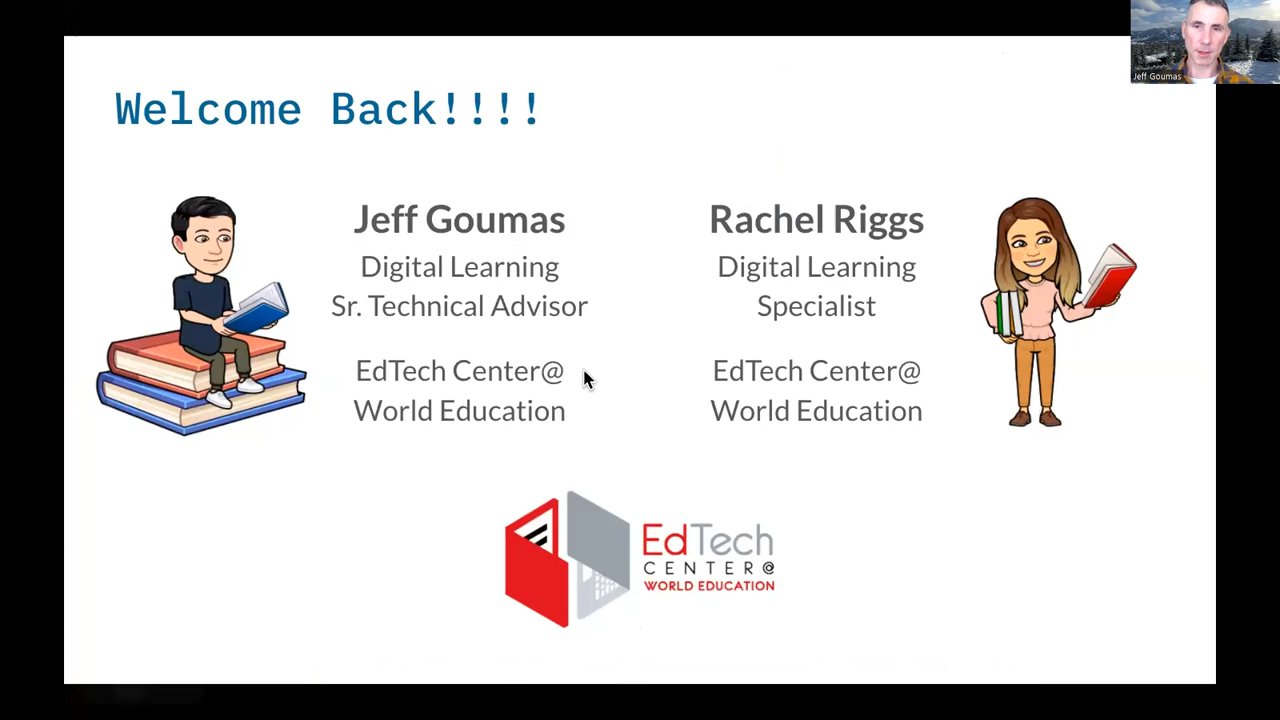 Jeff Goumas
Welcome Back!!!!
Jeff Goumas
Digital Learning
Sr. Technical Advisor
EdTech Center@
World Education
Rachel Riggs
Digital Learning
Specialist
EdTech Center@
World Education
EdTech
CENTER@
WORLD EDUCATION